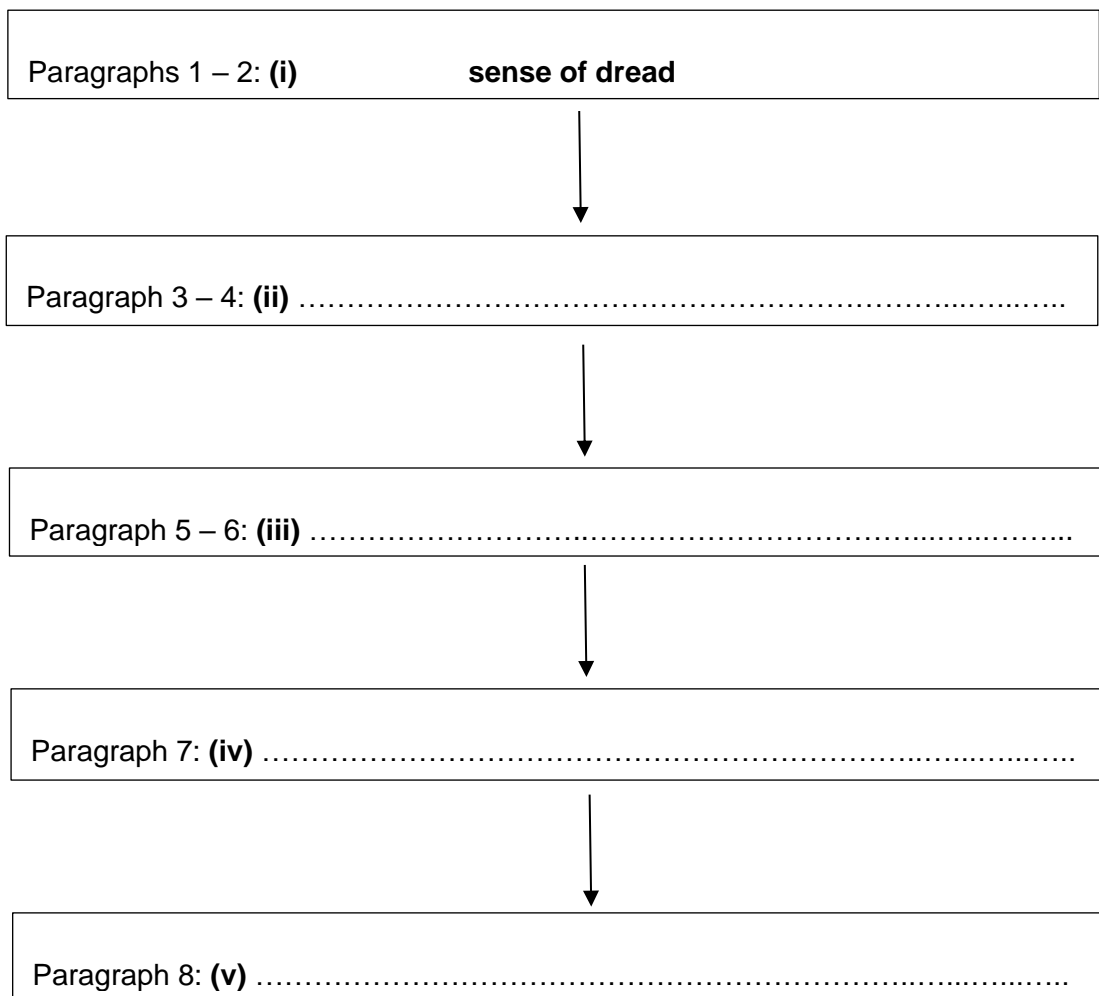 Paragraphs 1 – 2: (i) sense of dread
Paragraph 3 – 4: (ii) …………………………………………………………...…...…..
Paragraph 5 – 6: (iii) ………………………..……………………………..…...……...
Paragraph 7: (iv) …………………………………………………………..…...…...…...
Paragraph 8: (v) …………………………………………………………..…...…...…..